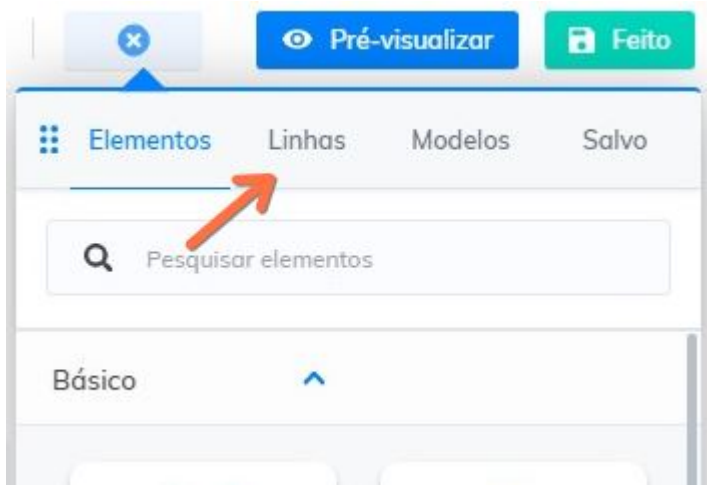 Pré-visualizar Feito
Elementos Linhas Modelos Salvo
Pesquisar elementos
Básico